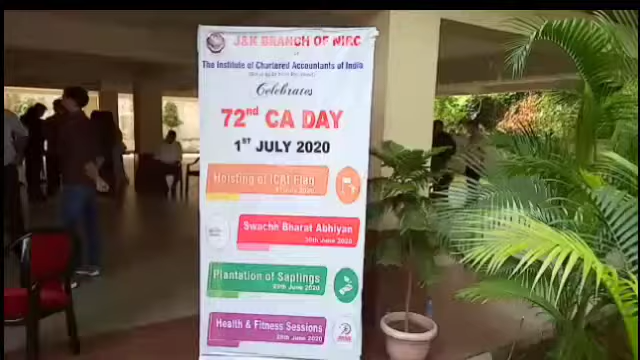 J&K BRANCH OF NIRC
The Institute of Chartered Accountants of India
Celebrates
72nd CA DAY
1ST JULY 2020
Hoisting of ICAI Flag
JULY 2020
Swachh Bharat Abhiyan
30th June 2020
Plantation of Saplings
29th June 2020
Health & Fitness Sessions
June 2020